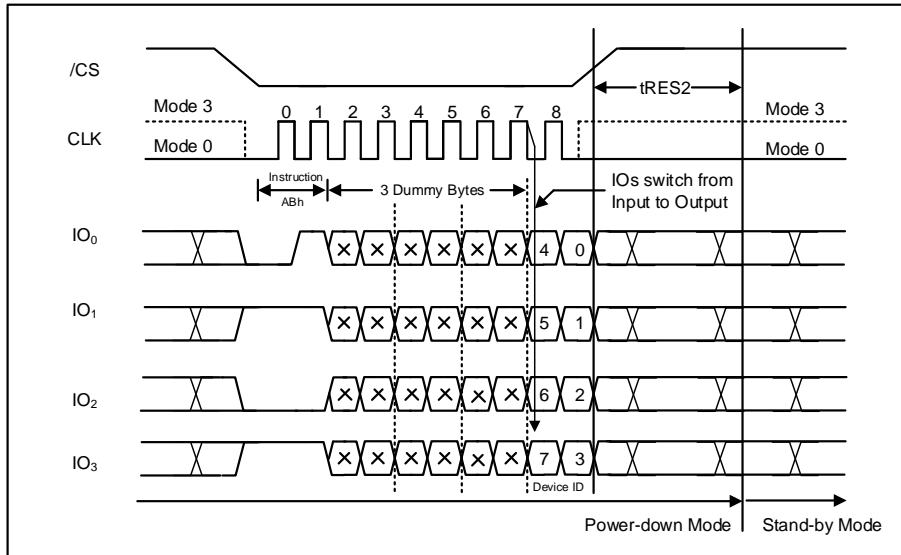 /CS
tRES2
Mode 3
0 1 2 3 4 5 6 7 8
Mode 3
CLK
Mode 0
Mode 0
Instruction
ABh
3 Dummy Bytes
IOs switch from
Input to Output
IO0
4 0
IO1
5 1
IO2
6 2
IO3
7 3
Device ID
Power-down Mode
Stand-by Mode